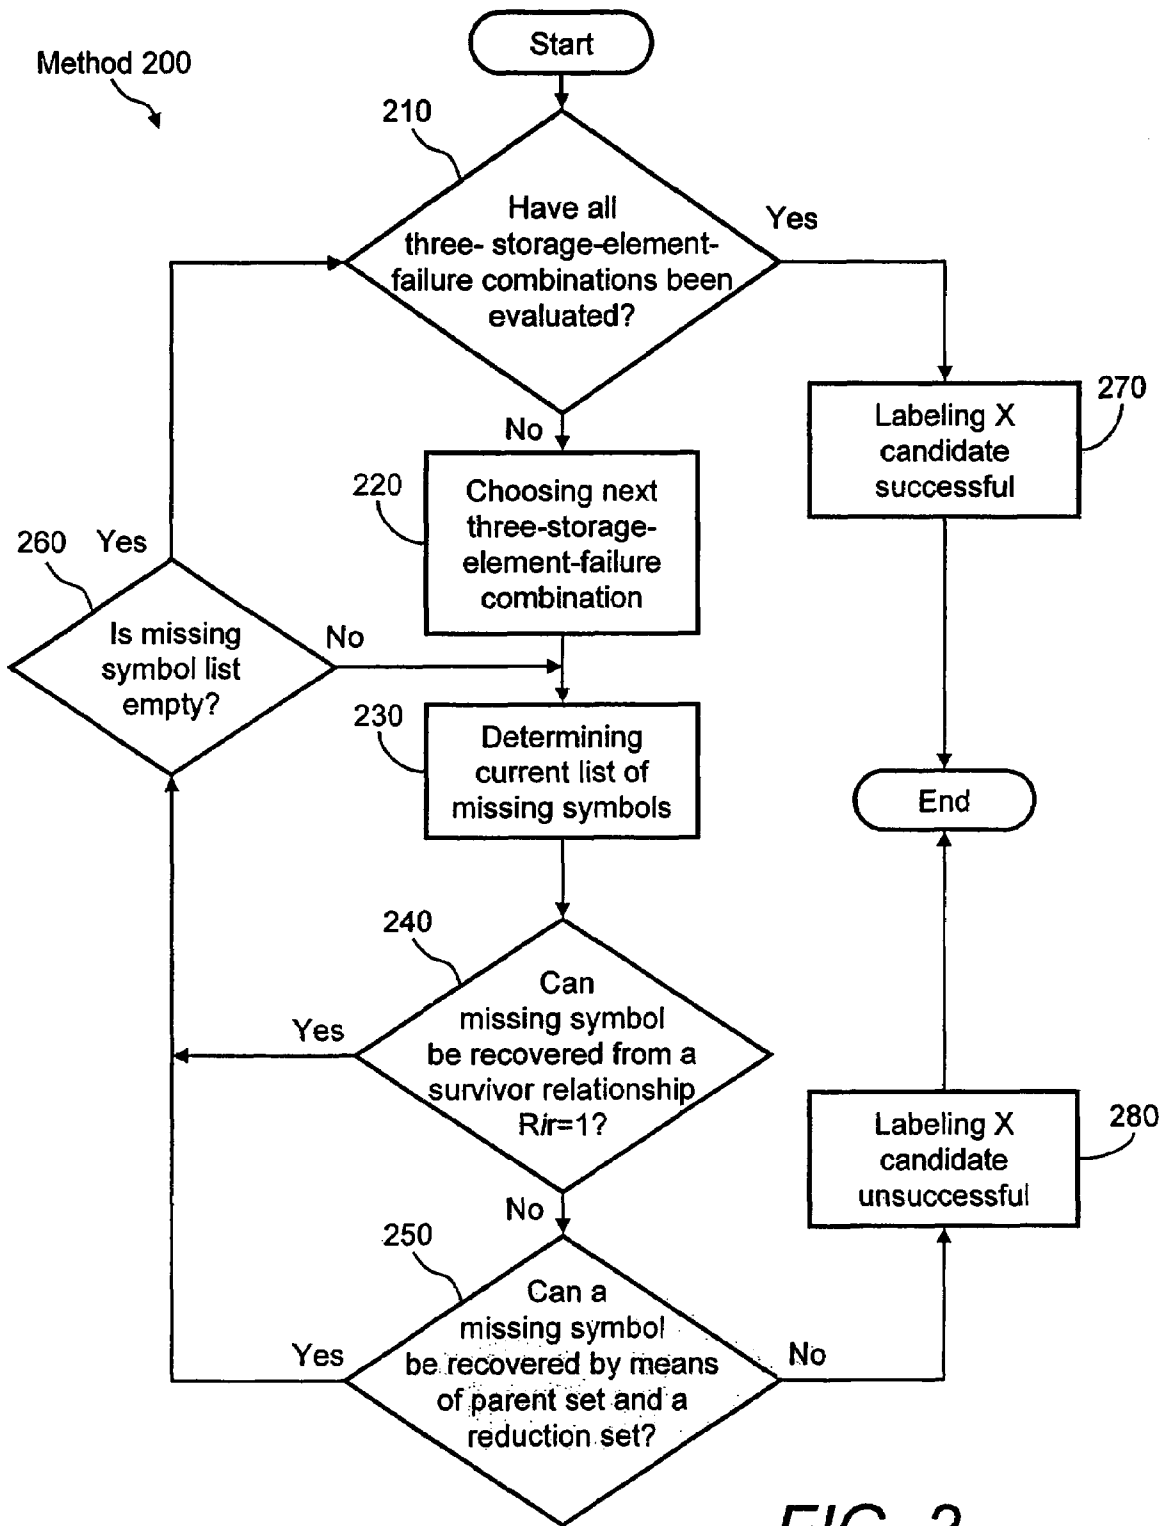 Start
Method 200
210
Have all
three- storage-element-
failure combinations been
evaluated?
Yes
No
270
Labeling X
candidate
successful
220
Choosing next
three-storage-
element-failure
combination
260
Yes
Is missing
symbol list
empty?
No
230
Determining
current list of
missing symbols
End
240
Can
missing symbol
be recovered from a
survivor relationship
Rir=1?
Yes
No
280
Labeling X
candidate
unsuccessful
250
Can a
missing symbol
be recovered by means
of parent set and a
reduction set?
Yes
No
FIG. 2